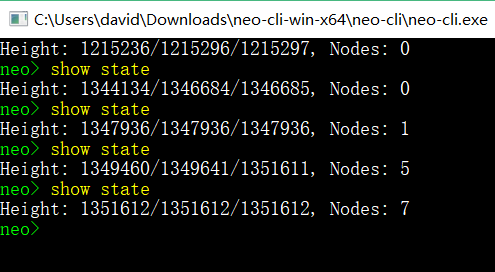 C:\Users\david\Downloads\neo-cli-win-x64\neo-cli\neo-cli.exe
Height: 1215236/1215296/1215297, Nodes: 0
neo> show state
Height: 1344134/1346684/1346685, Nodes: 0
neo> show state
Height: 1347936/1347936/1347936, Nodes: 1
neo> show state
Height: 1349460/1349641/1351611, Nodes: 5
neo> show state
Height: 1351612/1351612/1351612, Nodes: 7
neo>